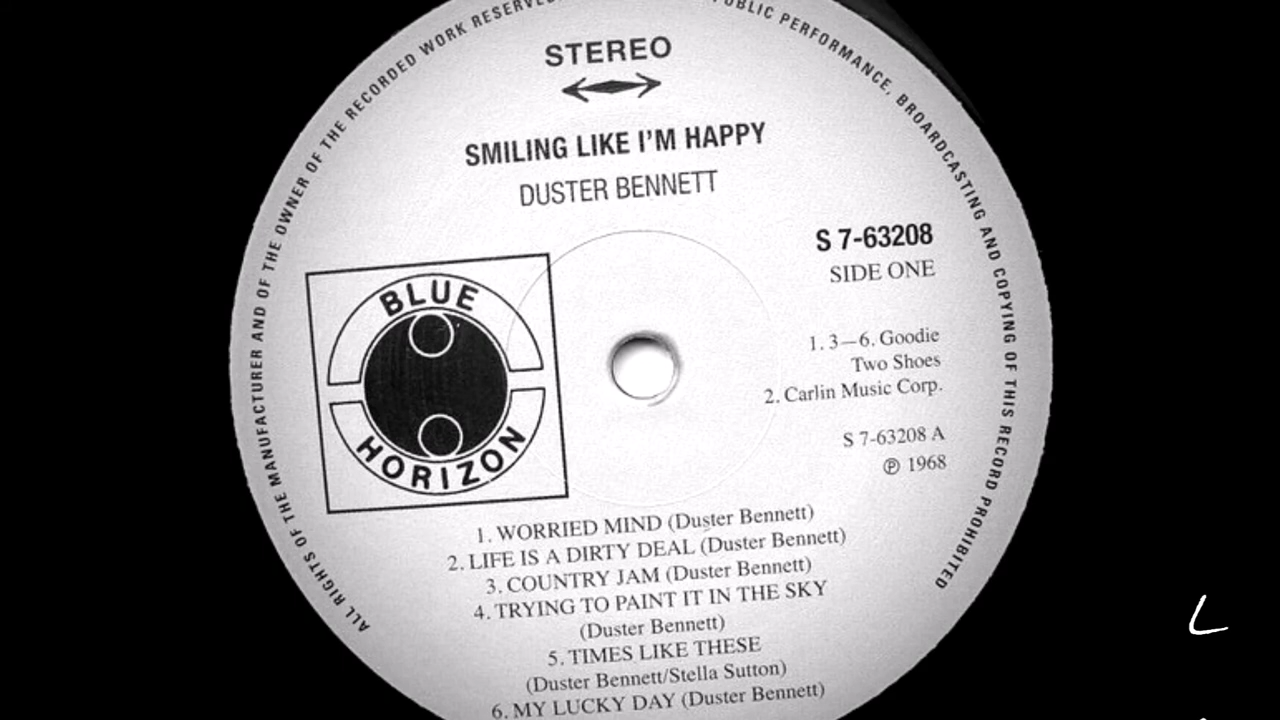 ALL RIGHTS OF THE MANUFACTURER AND OF THE OWNER OF THE RECORDED WORK RESERVED.
PUBLIC PERFORMANCE, BROARDCASTING AND COPYING OF THIS RECORD PROHIBITED
STEREO
SMILING LIKE I'M HAPPY
DUSTER BENNETT
S 7-63208
SIDE ONE
BLUE
HORIZON
1. 3—6. Goodie
Two Shoes
2. Carlin Music Corp.
S 7-63208 A
℗ 1968
1. WORRIED MIND (Duster Bennett)
2. LIFE IS A DIRTY DEAL (Duster Bennett)
3. COUNTRY JAM (Duster Bennett)
4. TRYING TO PAINT IT IN THE SKY
(Duster Bennett)
5. TIMES LIKE THESE
(Duster Bennett/Stella Sutton)
6. MY LUCKY DAY (Duster Bennett)
L